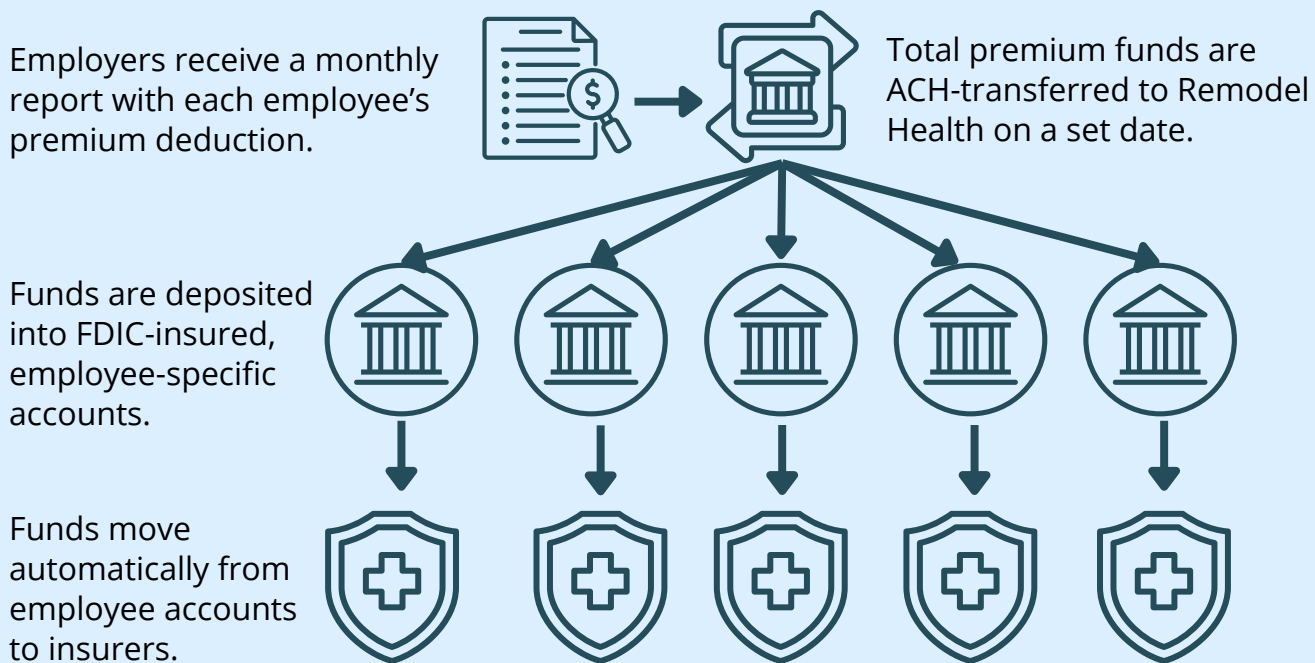 Employers receive a monthly
report with each employee's
premium deduction.
$
Total premium funds are
ACH-transferred to Remodel
Health on a set date.
Funds are deposited
into FDIC-insured,
employee-specific
accounts.
Funds move
automatically from
employee accounts
to insurers.